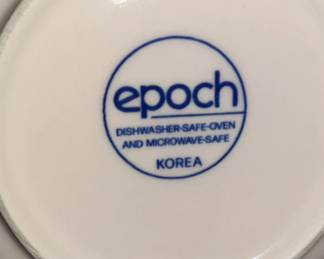 epoch
DISHWASHER-SAFE-OVEN
AND MICROWAVE-SAFE
KOREA